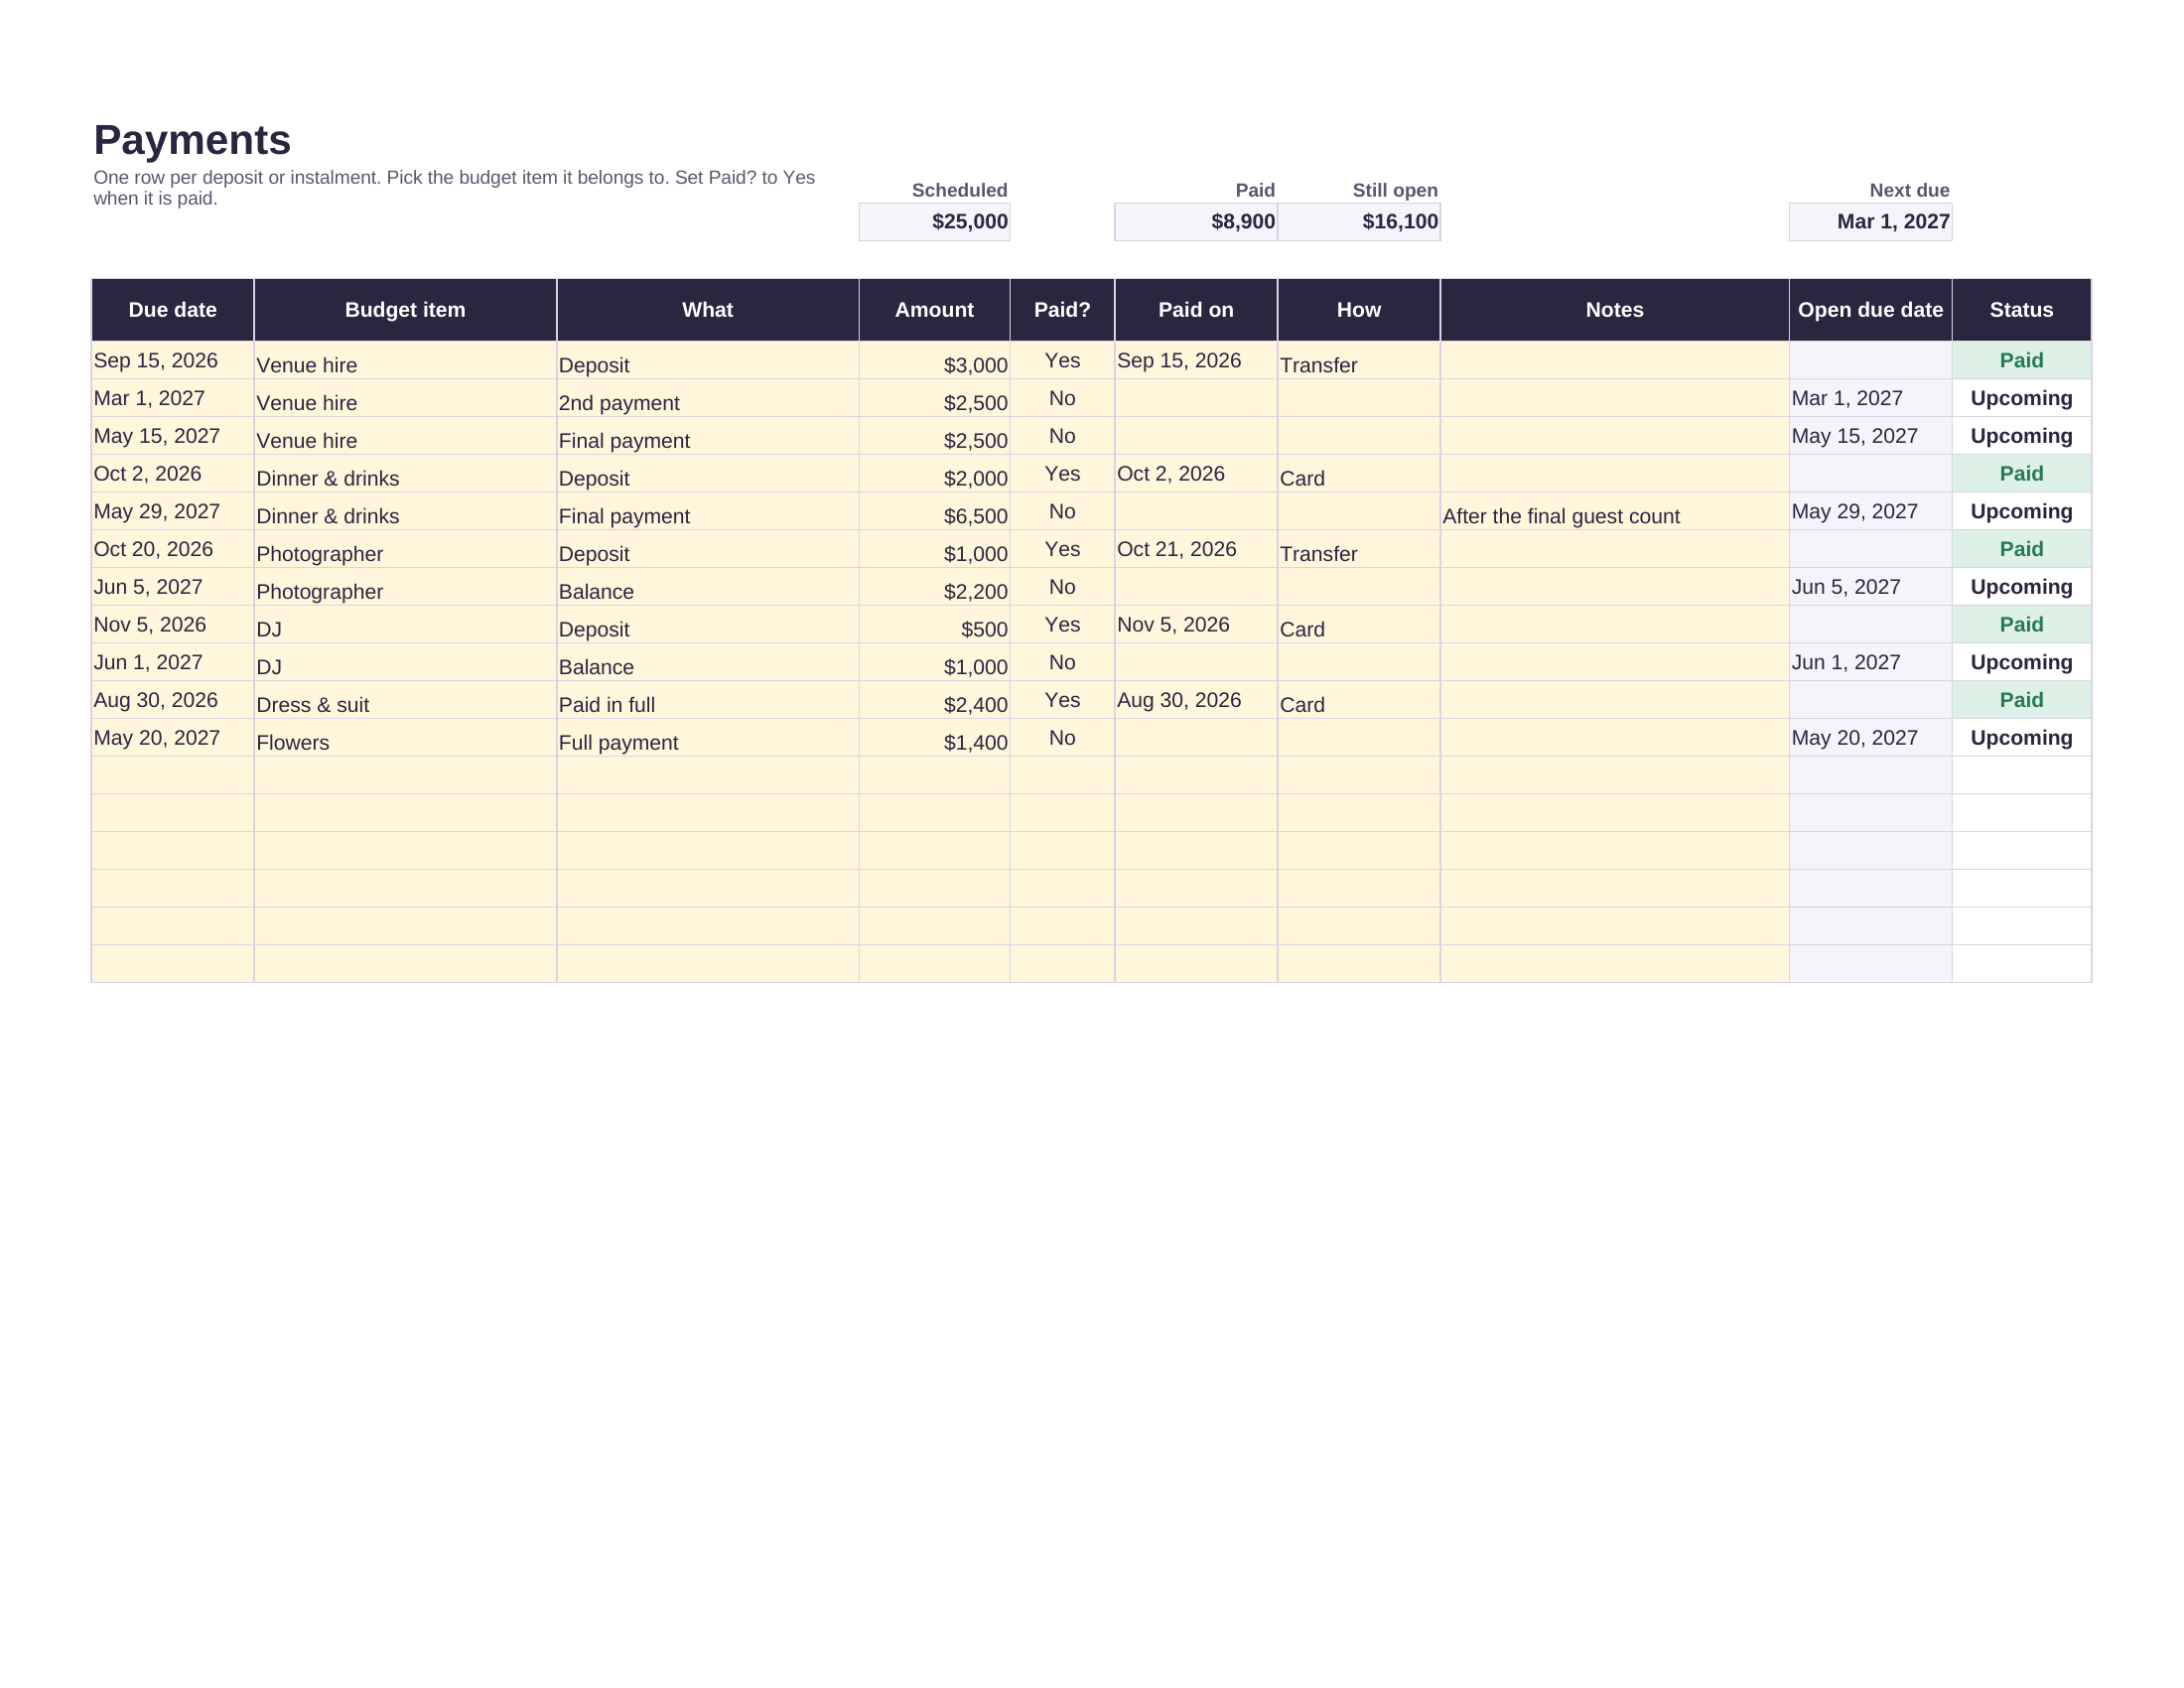 Payments
One row per deposit or instalment. Pick the budget item it belongs to. Set Paid? to Yes
when it is paid.
Scheduled Paid Still open Next due
$25,000 $8,900 $16,100 Mar 1, 2027
Due date Budget item What Amount Paid? Paid on How Notes Open due date Status
Sep 15, 2026 Venue hire Deposit $3,000 Yes Sep 15, 2026 Transfer Paid
Mar 1, 2027 Venue hire 2nd payment $2,500 No Mar 1, 2027 Upcoming
May 15, 2027 Venue hire Final payment $2,500 No May 15, 2027 Upcoming
Oct 2, 2026 Dinner & drinks Deposit $2,000 Yes Oct 2, 2026 Card Paid
May 29, 2027 Dinner & drinks Final payment $6,500 No After the final guest count May 29, 2027 Upcoming
Oct 20, 2026 Photographer Deposit $1,000 Yes Oct 21, 2026 Transfer Paid
Jun 5, 2027 Photographer Balance $2,200 No Jun 5, 2027 Upcoming
Nov 5, 2026 DJ Deposit $500 Yes Nov 5, 2026 Card Paid
Jun 1, 2027 DJ Balance $1,000 No Jun 1, 2027 Upcoming
Aug 30, 2026 Dress & suit Paid in full $2,400 Yes Aug 30, 2026 Card Paid
May 20, 2027 Flowers Full payment $1,400 No May 20, 2027 Upcoming